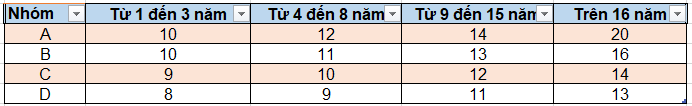 Nhóm Từ 1 đến 3 năm Từ 4 đến 8 năm Từ 9 đến 15 năm Trên 16 năm
A 10 12 14 20
B 10 11 13 16
C 9 10 12 14
D 8 9 11 13